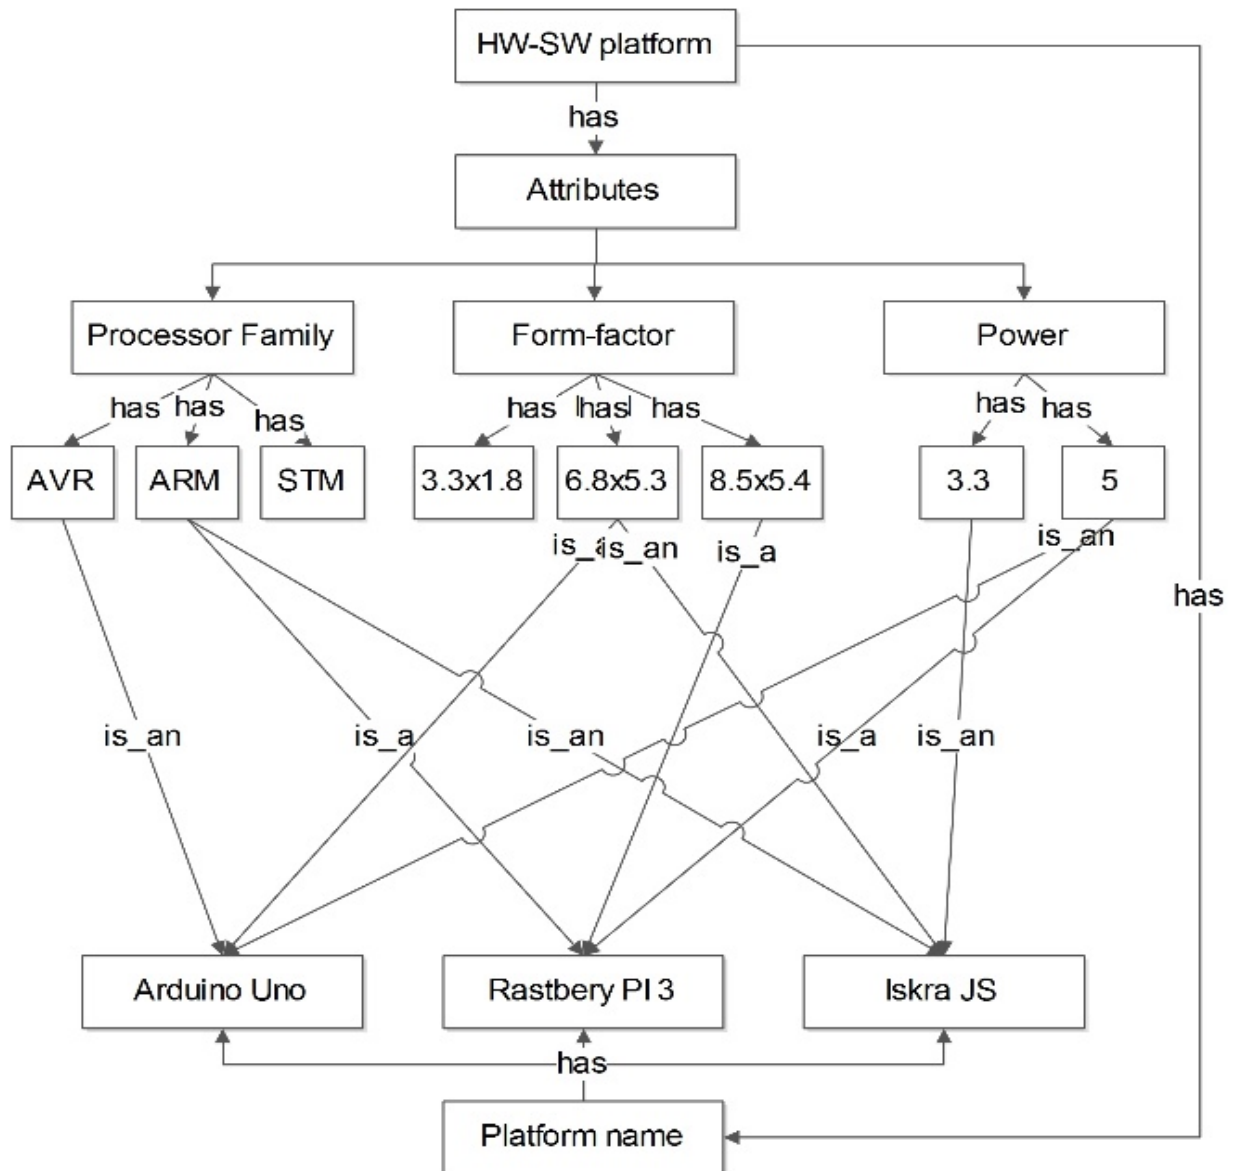 HW-SW platform
has
Attributes
Processor Family
Form-factor
Power
has
has
has
has
has
has
has
has
AVR
ARM
STM
3.3x1.8
6.8x5.3
8.5x5.4
3.3
5
is_a
is_an
is_a
is_an
has
is_an
is_a
is_an
is_a
is_an
Arduino Uno
Rastbery PI 3
Iskra JS
has
Platform name